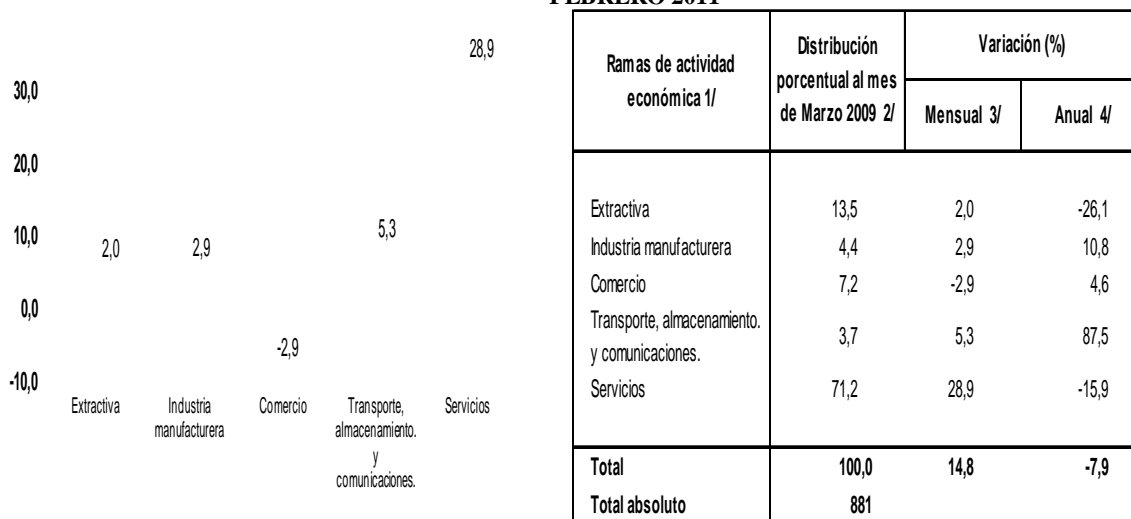 FEBRERO 2011
28,9
30,0
20,0
10,0
0,0
-10,0
2,0
2,9
-2,9
5,3
Extractiva
Industria
manufacturera
Comercio
Transporte,
almacenamiento.
y
comunicaciones.
Servicios
Ramas de actividad
económica 1/
Distribución
porcentual al mes
de Marzo 2009 2/
Variación (%)
Mensual 3/ Anual 4/
Extractiva 13,5 2,0 -26,1
Industria manufacturera 4,4 2,9 10,8
Comercio 7,2 -2,9 4,6
Transporte, almacenamiento.
y comunicaciones. 3,7 5,3 87,5
Servicios 71,2 28,9 -15,9
Total 100,0 14,8 -7,9
Total absoluto 881